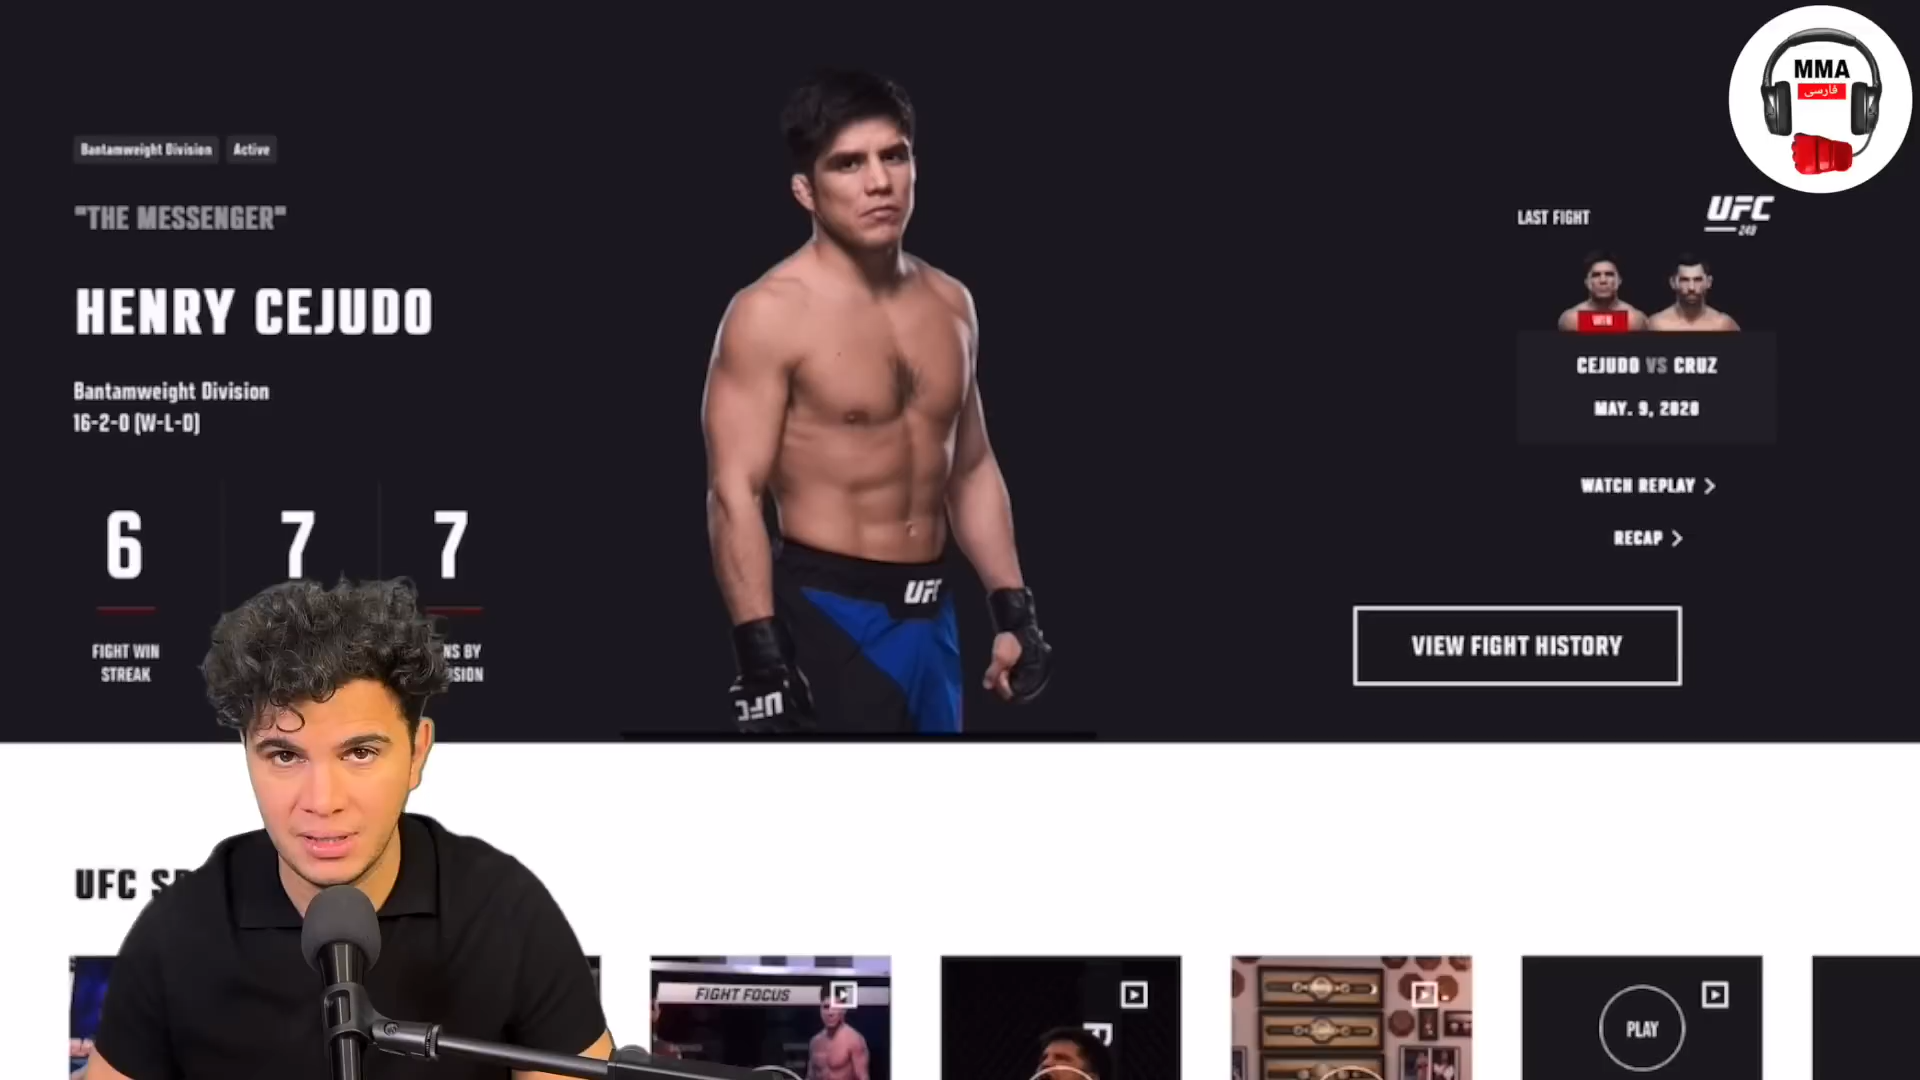 MMA
فارسی
Bantamweight Division
Active
"THE MESSENGER"
HENRY CEJUDO
Bantamweight Division
16-2-0 (W-L-D)
6
7
7
FIGHT WIN
STREAK
LAST FIGHT
UFC
249
WIN
CEJUDO VS CRUZ
MAY. 9, 2020
WATCH REPLAY
RECAP
VIEW FIGHT HISTORY
UFC
UFC
UFC
FIGHT FOCUS
PLAY